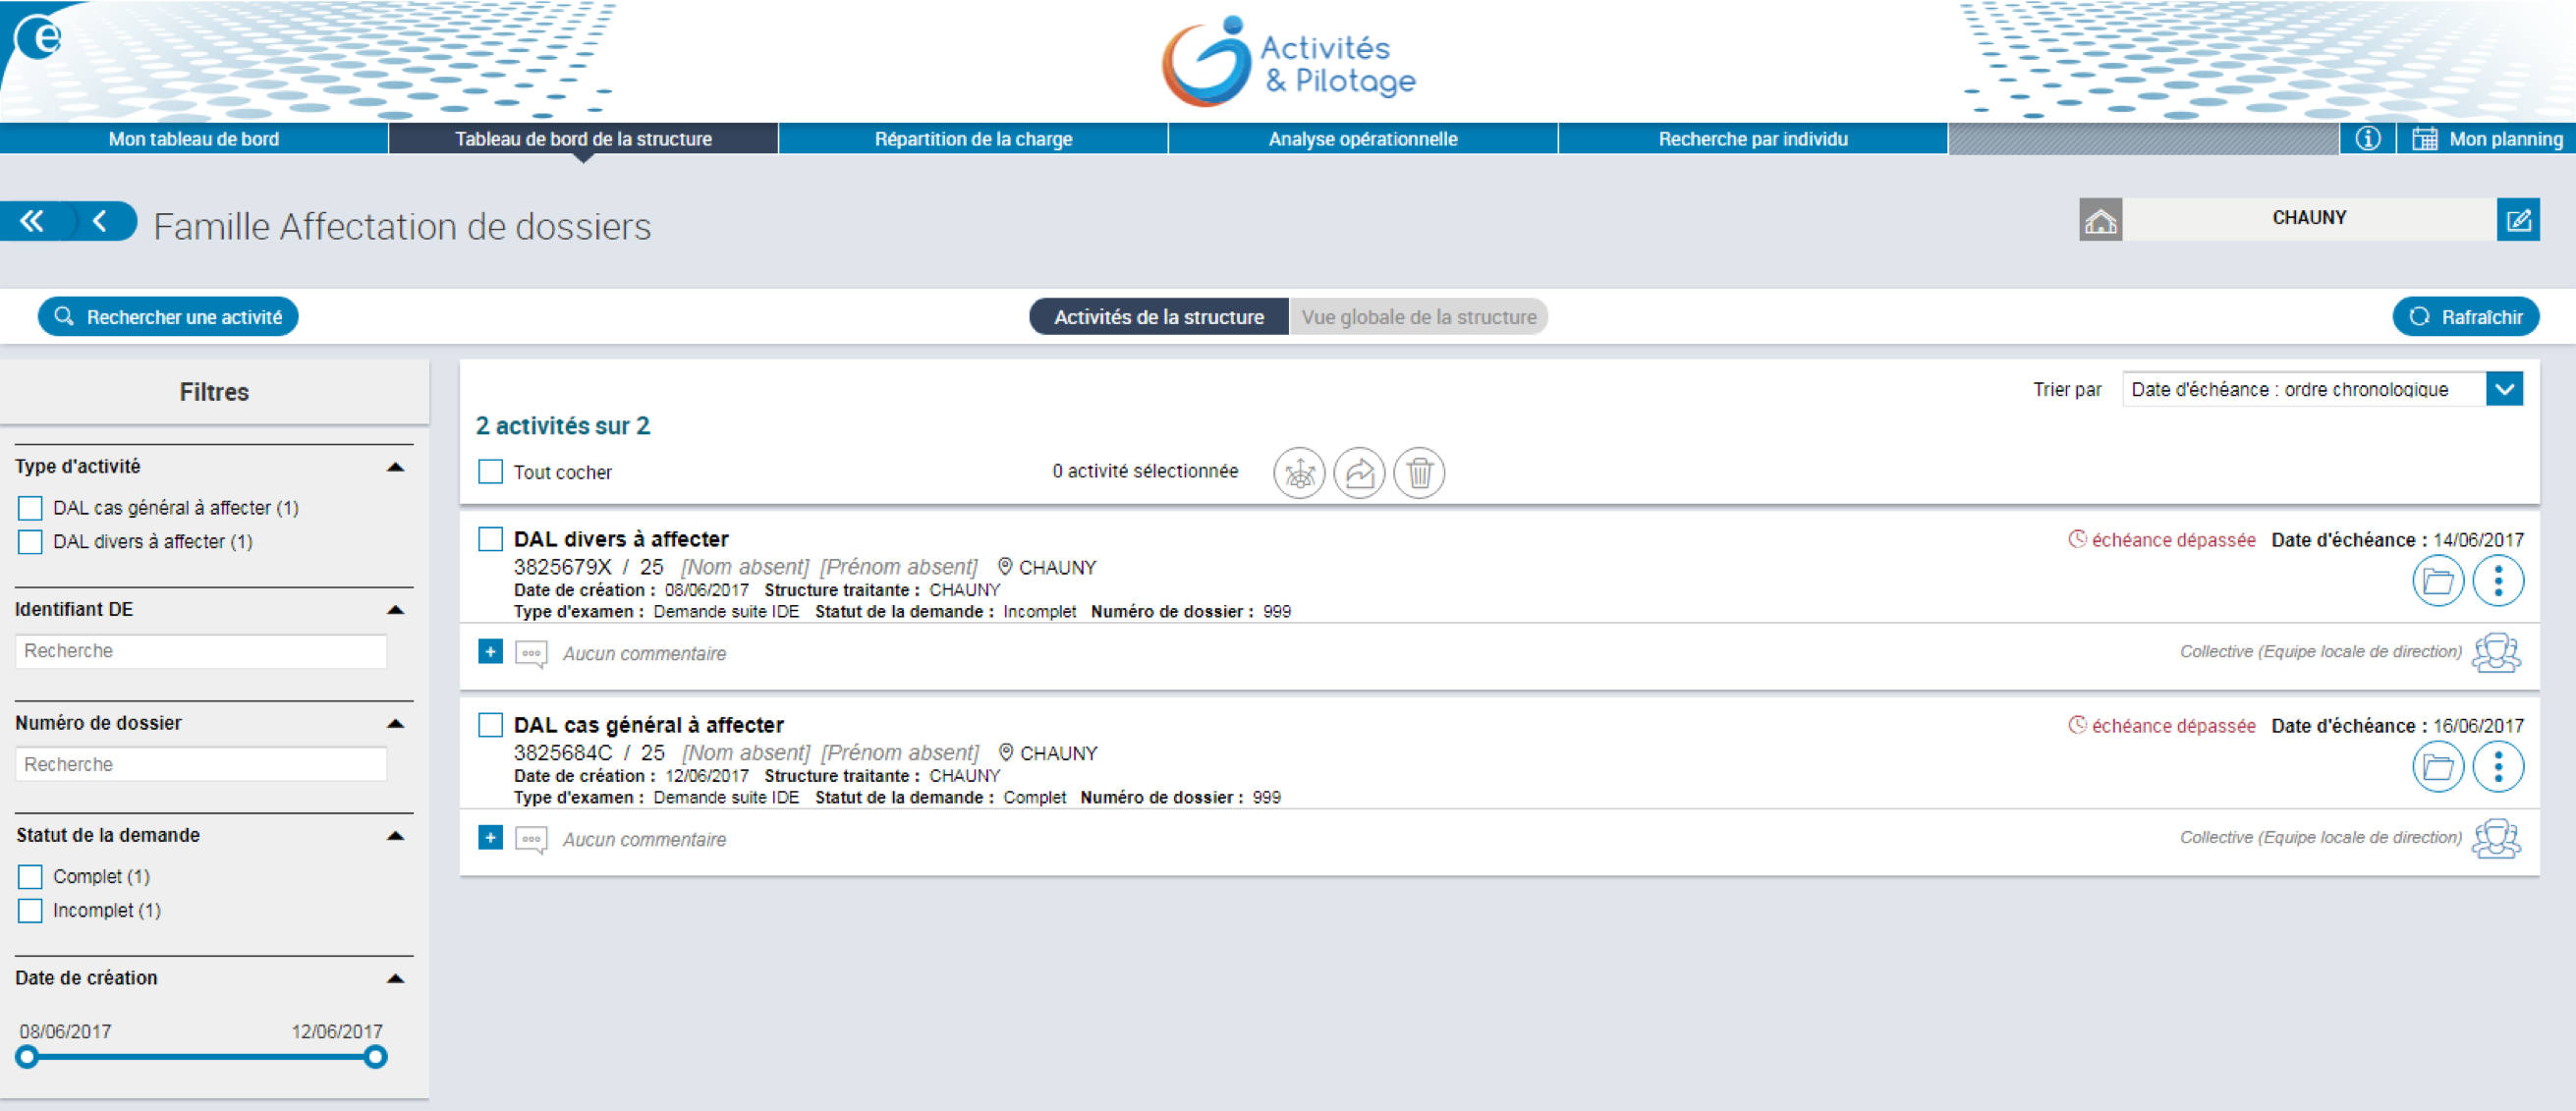 e
Activités
& Pilotage
Mon tableau de bord
Tableau de bord de la structure
Répartition de la charge
Analyse opérationnelle
Recherche par individu
Mon planning
Famille Affectation de dossiers
CHAUNY
Rechercher une activité
Activités de la structure
Vue globale de la structure
Rafraîchir
Filtres
Type d'activité
DAL cas général à affecter (1)
DAL divers à affecter (1)
Identifiant DE
Recherche
Numéro de dossier
Recherche
Statut de la demande
Complet (1)
Incomplet (1)
Date de création
08/06/2017 12/06/2017
Trier par Date d'échéance : ordre chronologique
2 activités sur 2
Tout cocher
0 activité sélectionnée
DAL divers à affecter
échéance dépassée Date d'échéance : 14/06/2017
3825679X / 25 [Nom absent] [Prénom absent] CHAUNY
Date de création : 08/06/2017 Structure traitante : CHAUNY
Type d'examen : Demande suite IDE Statut de la demande : Incomplet Numéro de dossier : 999
+ Aucun commentaire
Collective (Equipe locale de direction)
DAL cas général à affecter
échéance dépassée Date d'échéance : 16/06/2017
3825684C / 25 [Nom absent] [Prénom absent] CHAUNY
Date de création : 12/06/2017 Structure traitante : CHAUNY
Type d'examen : Demande suite IDE Statut de la demande : Complet Numéro de dossier : 999
+ Aucun commentaire
Collective (Equipe locale de direction)